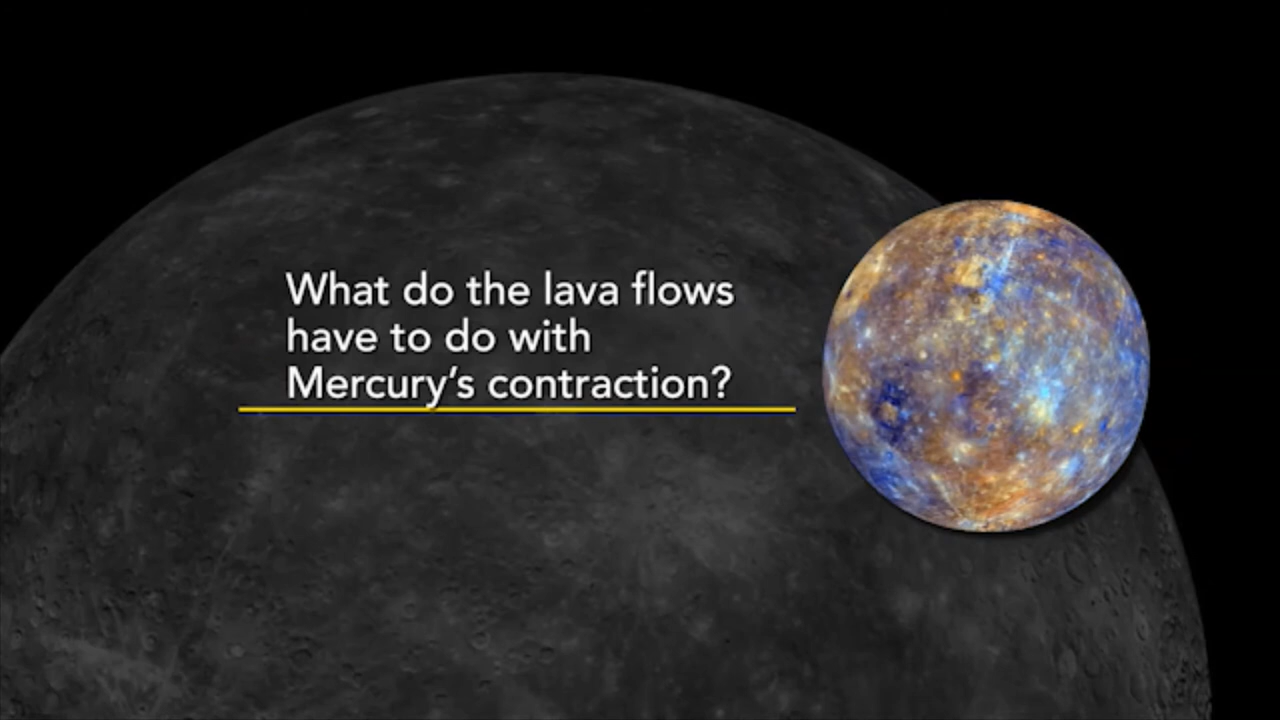 What do the lava flows
have to do with
Mercury’s contraction?